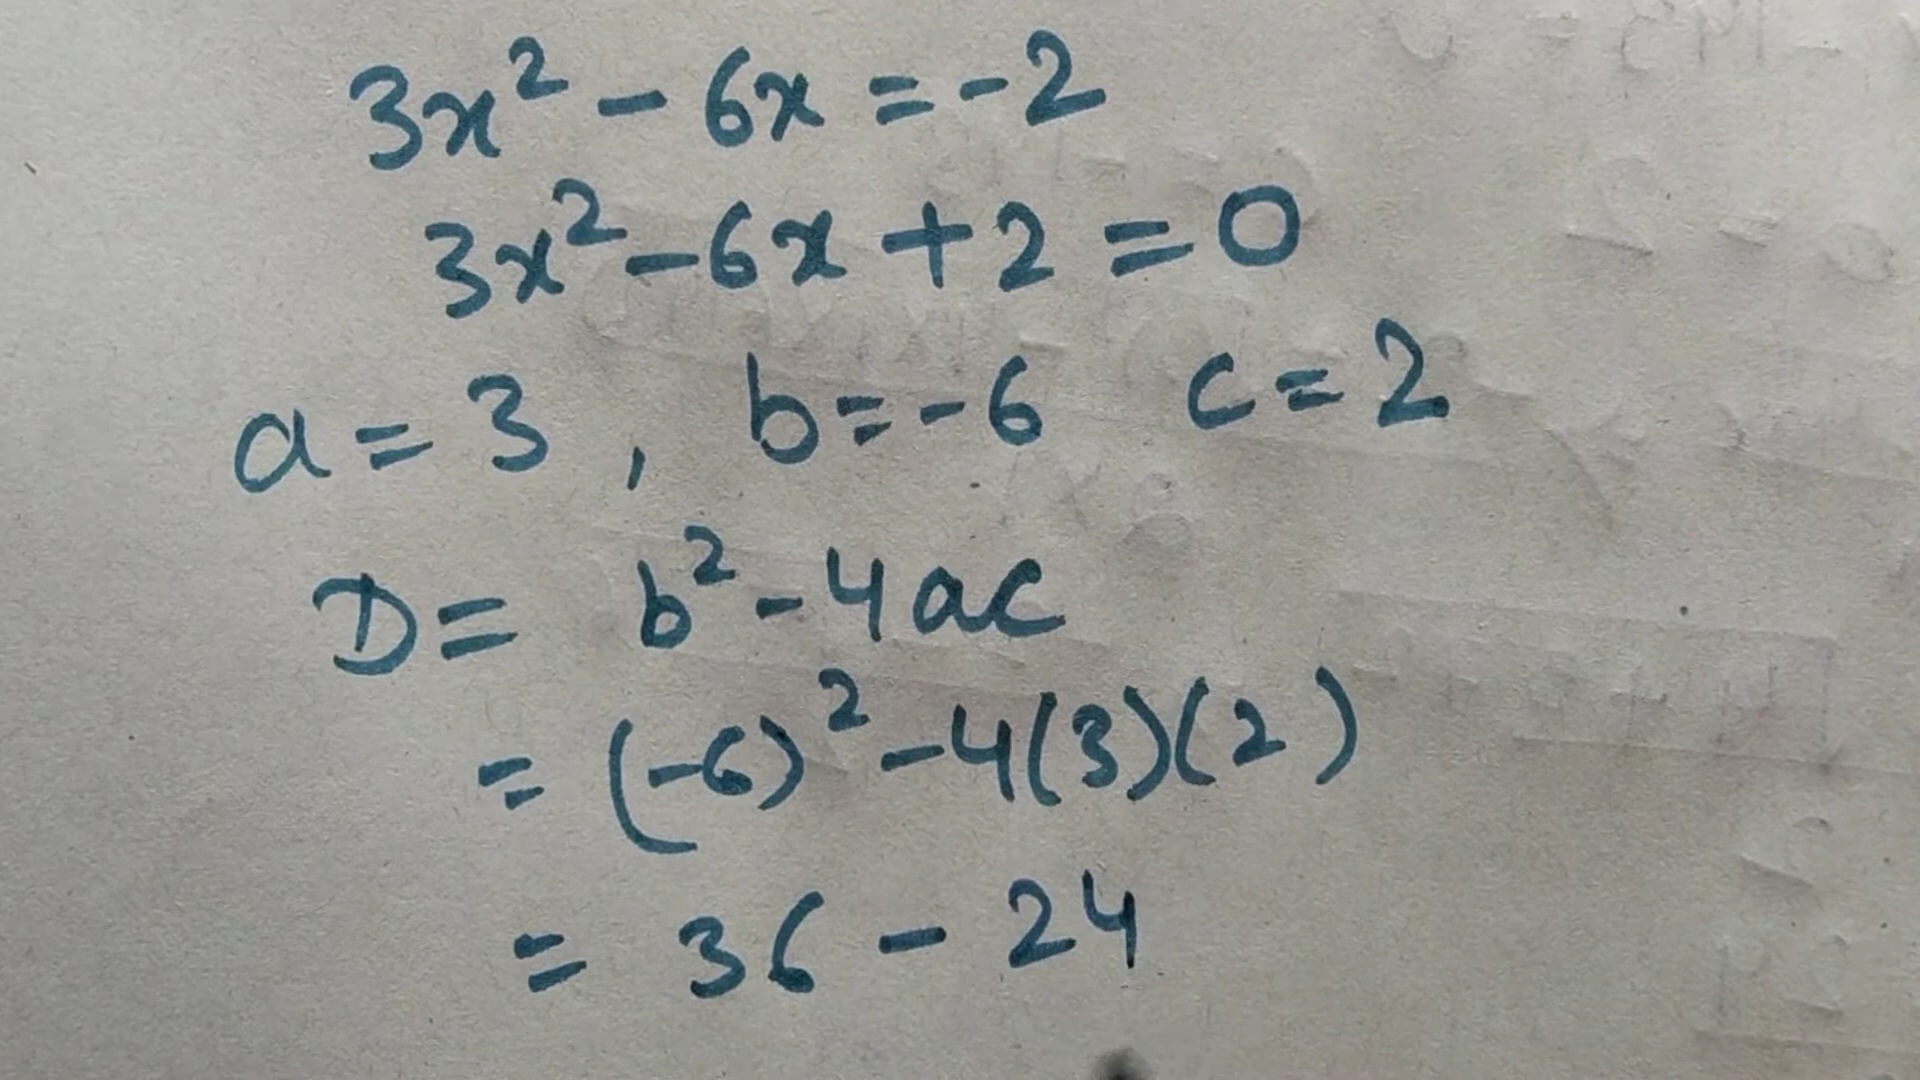 3x² - 6x = -2
3x² - 6x + 2 = 0
a = 3 , b = -6 c = 2
D = b² - 4ac
= (-6)² - 4(3)(2)
= 36 - 24